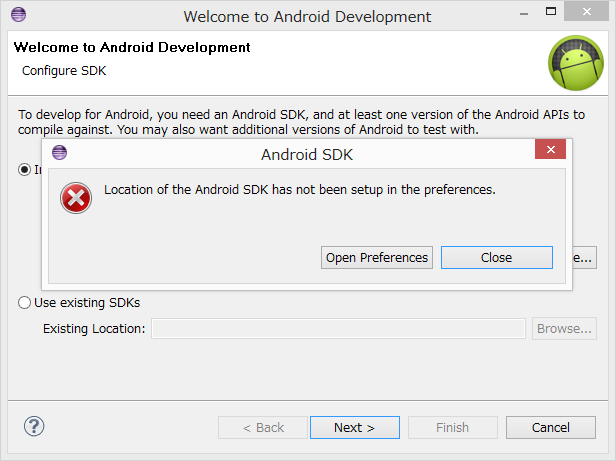 Welcome to Android Development
Welcome to Android Development
Configure SDK
To develop for Android, you need an Android SDK, and at least one version of the Android APIs to
compile against. You may also want additional versions of Android to test with.
Android SDK
Location of the Android SDK has not been setup in the preferences.
Open Preferences Close
Use existing SDKs
Existing Location: Browse...
? < Back Next > Finish Cancel